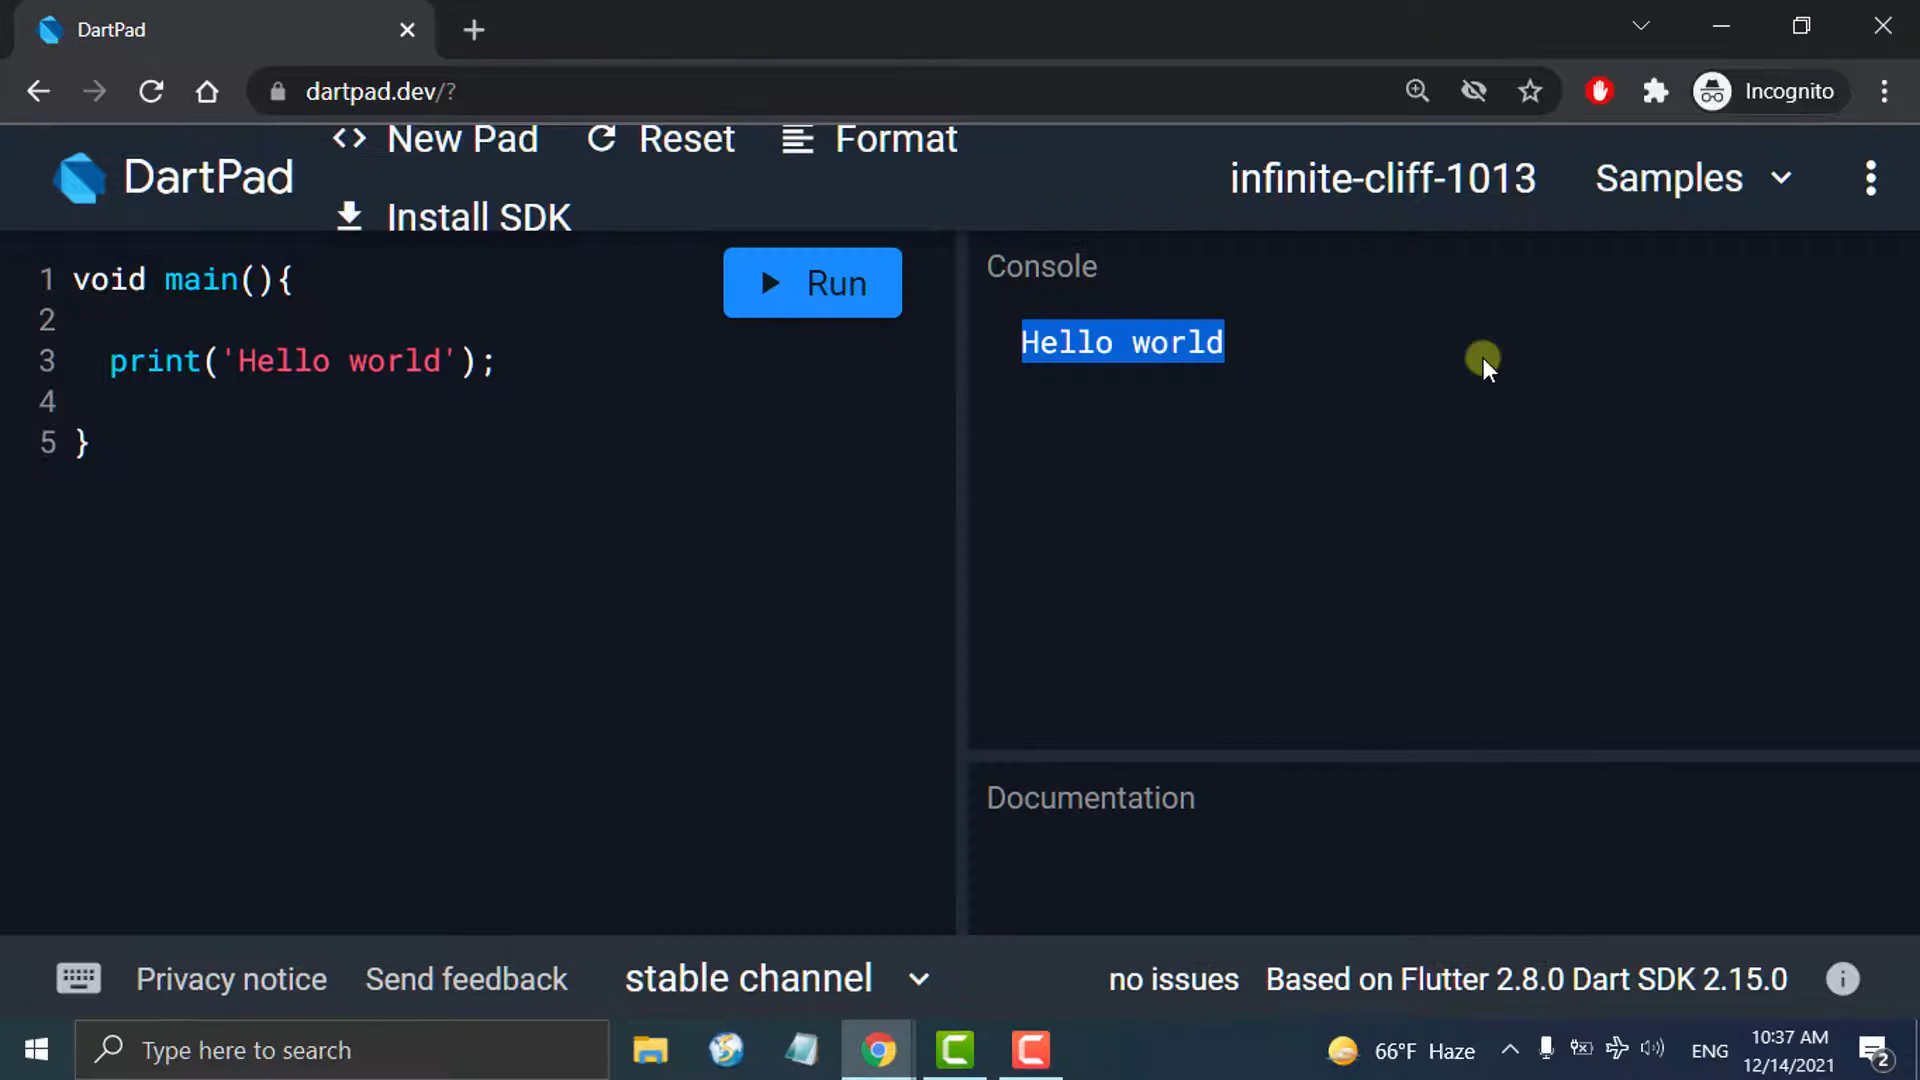 DartPad
dartpad.dev/?
Incognito
DartPad
New Pad
Reset
Format
Install SDK
infinite-cliff-1013
Samples
1 void main(){
2
3 print('Hello world');
4
5 }
Run
Console
Hello world
Documentation
Privacy notice
Send feedback
stable channel
no issues
Based on Flutter 2.8.0 Dart SDK 2.15.0
Type here to search
66°F Haze
ENG
10:37 AM
12/14/2021
2